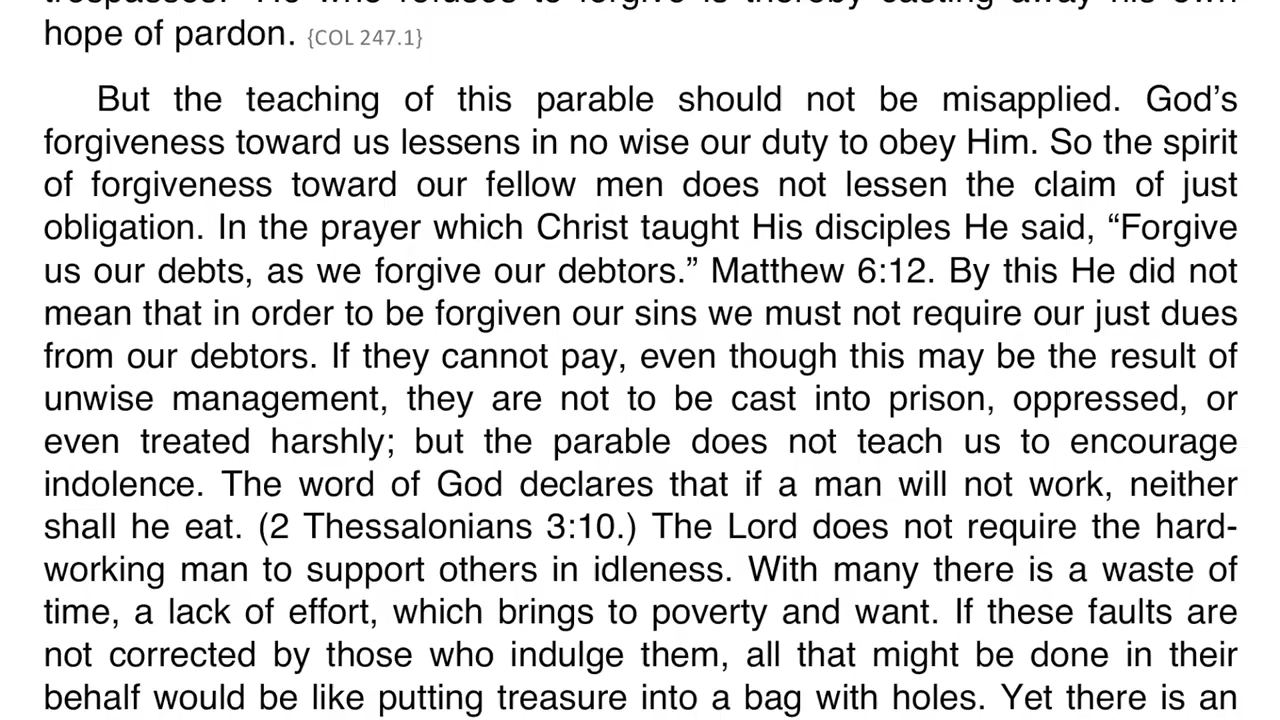 hope of pardon. {COL 247.1}
But the teaching of this parable should not be misapplied. God’s
forgiveness toward us lessens in no wise our duty to obey Him. So the spirit
of forgiveness toward our fellow men does not lessen the claim of just
obligation. In the prayer which Christ taught His disciples He said, “Forgive
us our debts, as we forgive our debtors.” Matthew 6:12. By this He did not
mean that in order to be forgiven our sins we must not require our just dues
from our debtors. If they cannot pay, even though this may be the result of
unwise management, they are not to be cast into prison, oppressed, or
even treated harshly; but the parable does not teach us to encourage
indolence. The word of God declares that if a man will not work, neither
shall he eat. (2 Thessalonians 3:10.) The Lord does not require the hard-
working man to support others in idleness. With many there is a waste of
time, a lack of effort, which brings to poverty and want. If these faults are
not corrected by those who indulge them, all that might be done in their
behalf would be like putting treasure into a bag with holes. Yet there is an